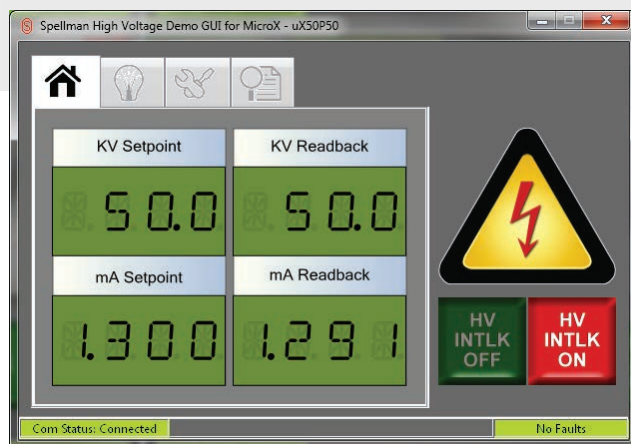 Spellman High Voltage Demo GUI for MicroX - uX50P50
KV Setpoint
KV Readback
50.0
50.0
mA Setpoint
mA Readback
1.300
1.291
HV
INTLK
OFF
HV
INTLK
ON
Com Status: Connected
No Faults